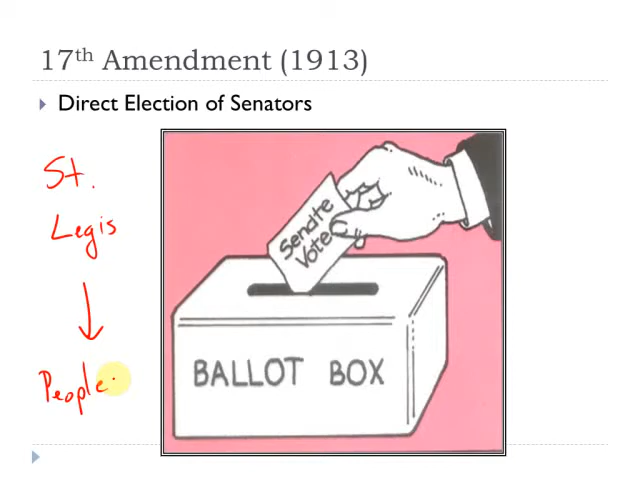 17th Amendment (1913)
Direct Election of Senators
St.
Legis
People
Senate
Vote
BALLOT BOX